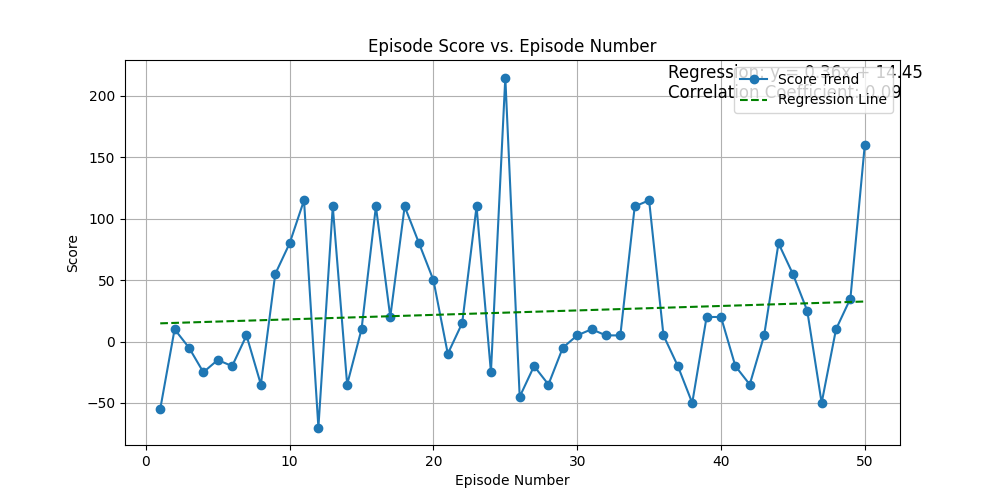 Episode Score vs. Episode Number
Regression: y = 0.36x + 14.45
Correlation Coefficient: 0.09
Score Trend
Regression Line
200
150
100
50
0
−50
Score
0
10
20
30
40
50
Episode Number